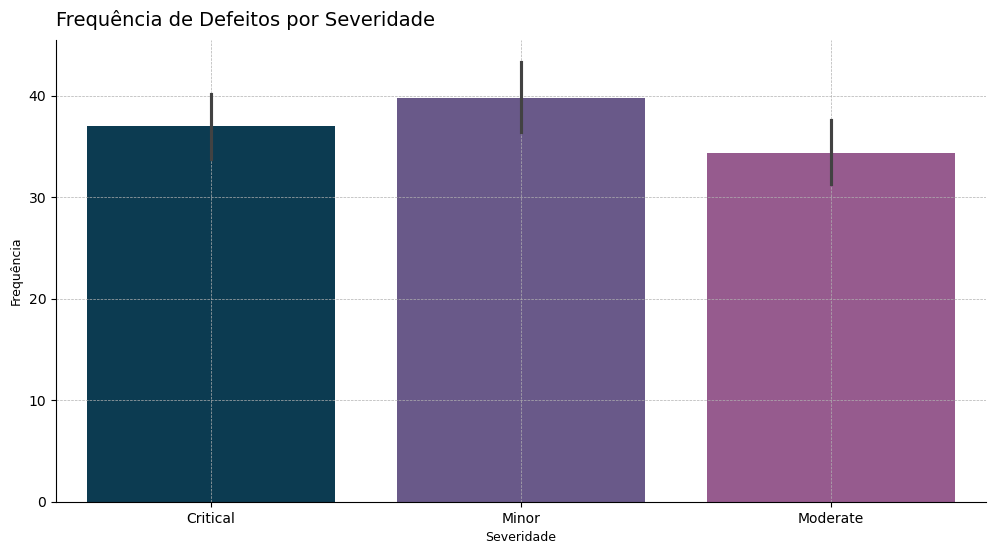 Frequência de Defeitos por Severidade
Frequência
40
30
20
10
0
Critical
Minor
Moderate
Severidade